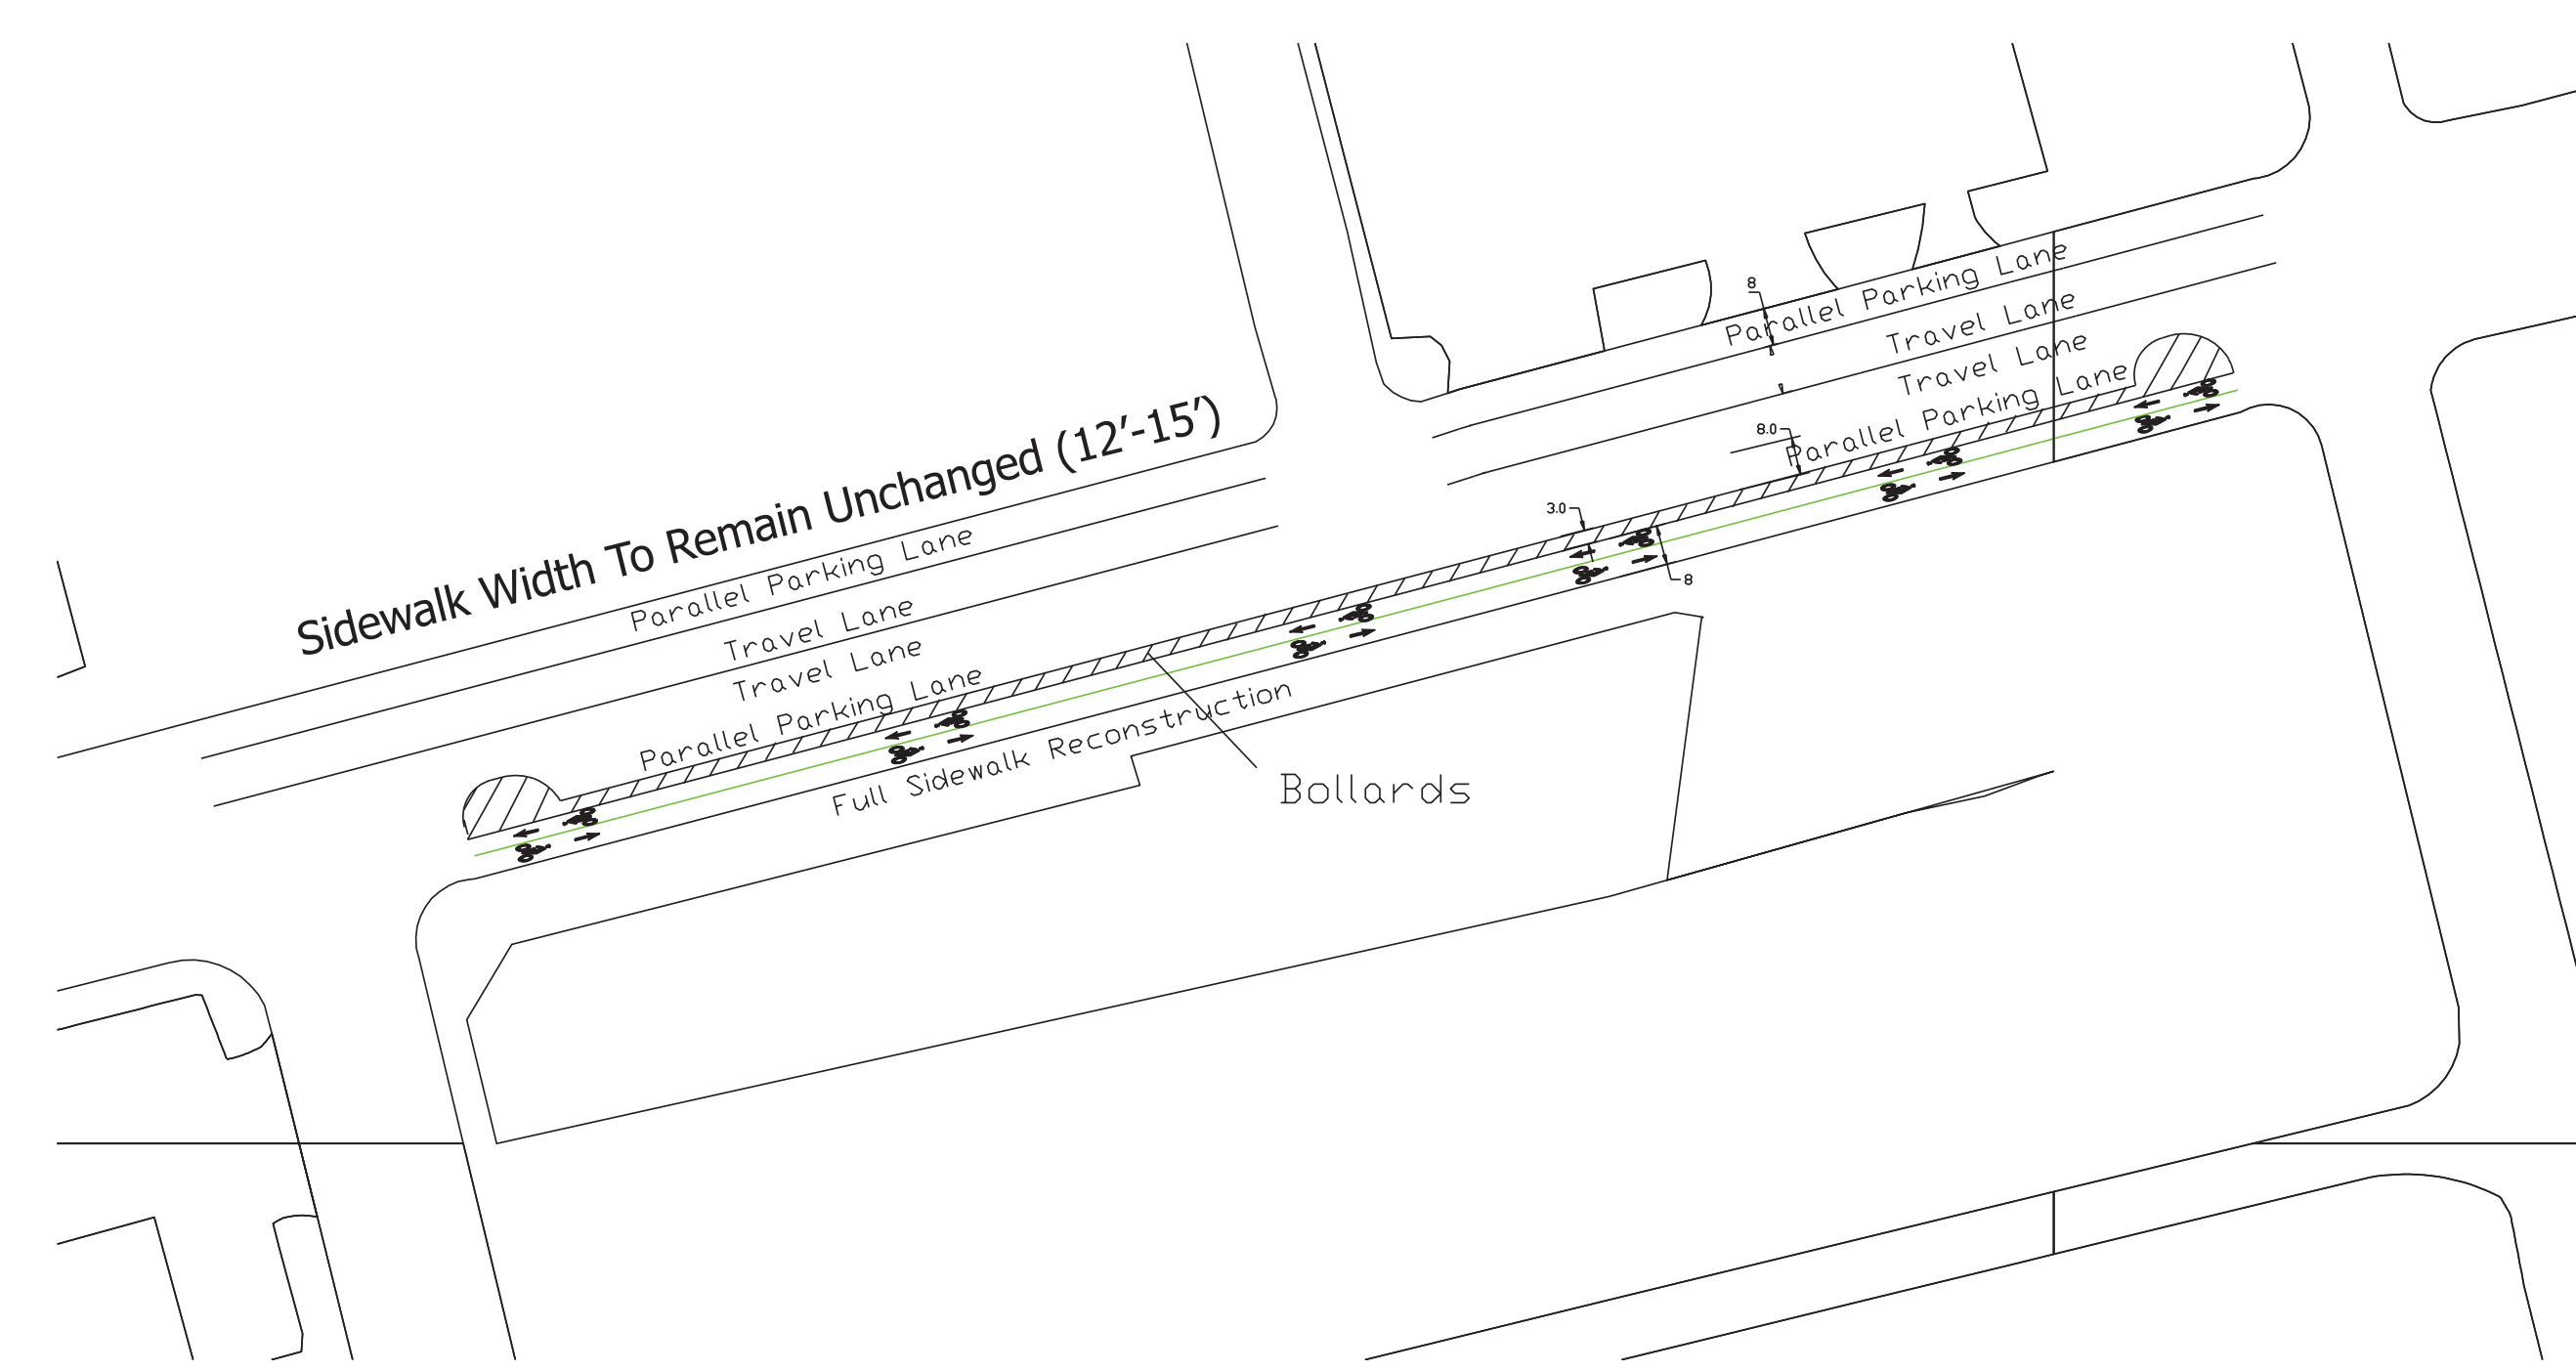 8
Parallel Parking Lane
Travel Lane
Travel Lane
8.0
Parallel Parking Lane
Sidewalk Width To Remain Unchanged (12'-15')
Parallel Parking Lane
3.0
8
Travel Lane
Travel Lane
Parallel Parking Lane
Full Sidewalk Reconstruction
Bollards